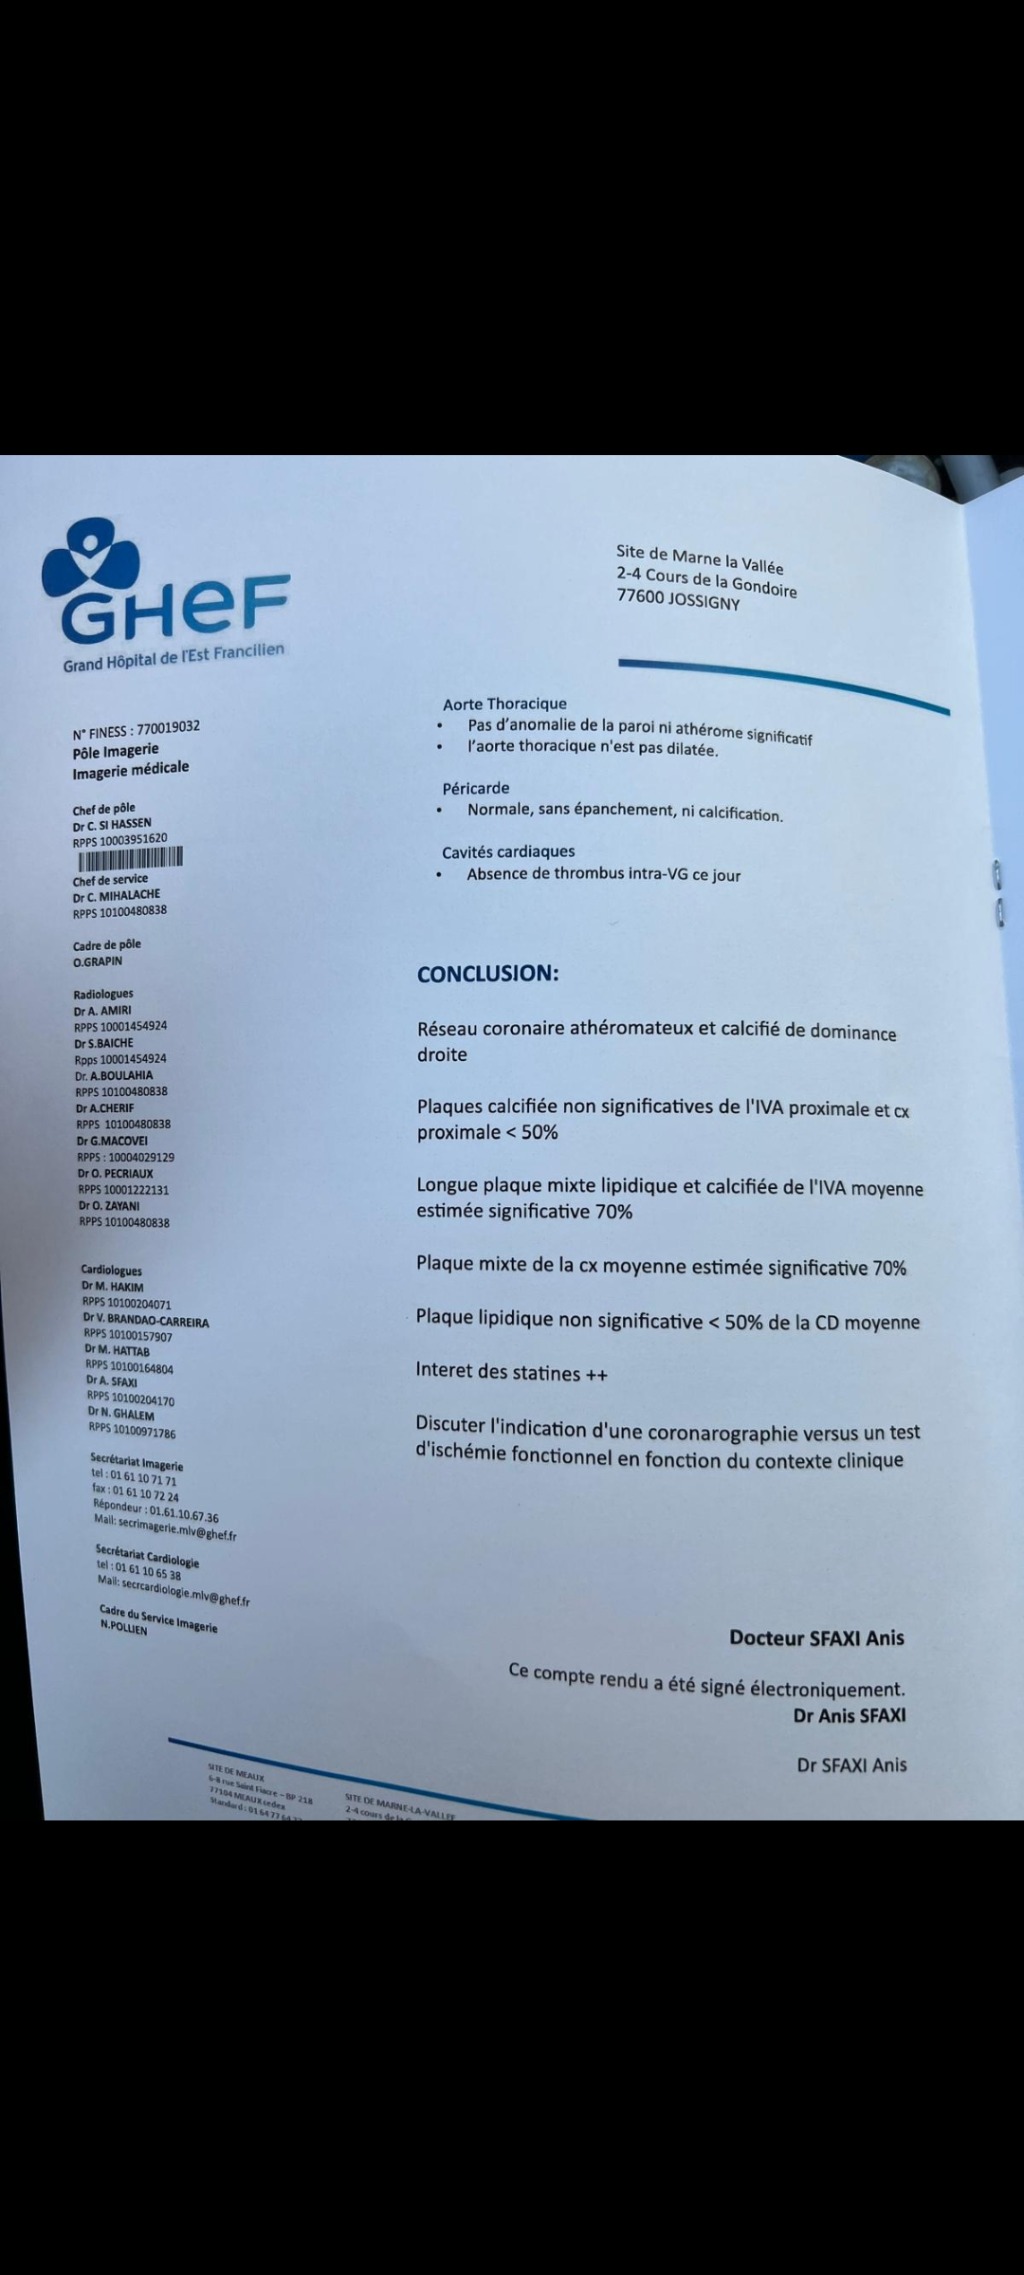 GHeF
Grand Hôpital de l'Est Francilien
Site de Marne la Vallée
2-4 Cours de la Gondoire
77600 JOSSIGNY
N° FINESS : 770019032
Pôle Imagerie
Imagerie médicale
Chef de pôle
Dr C. SI HASSEN
RPPS 10003951620
Chef de service
Dr C. MIHALACHE
RPPS 10100480838
Cadre de pôle
O.GRAPIN
Radiologues
Dr A. AMIRI
RPPS 10001454924
Dr S.BAICHE
Rpps 10001454924
Dr. A.BOULAHIA
RPPS 10100480838
Dr A.CHERIF
RPPS 10100480838
Dr G.MACOVEI
RPPS : 10004029129
Dr O. PECRIAUX
RPPS 10001222131
Dr O. ZAYANI
RPPS 10100480838
Cardiologues
Dr M. HAKIM
RPPS 10100204071
Dr V. BRANDAO-CARREIRA
RPPS 10100157907
Dr M. HATTAB
RPPS 10100164804
Dr A. SFAXI
RPPS 10100204170
Dr N. GHALEM
RPPS 10100971786
Secrétariat Imagerie
tel : 01 61 10 71 71
fax : 01 61 10 72 24
Répondeur : 01.61.10.67.36
Mail: secrimagerie.mlv@ghef.fr
Secrétariat Cardiologie
tel : 01 61 10 65 38
Mail: secrcardiologie.mlv@ghef.fr
Cadre du Service Imagerie
N.POLLIEN
Aorte Thoracique
• Pas d'anomalie de la paroi ni athérome significatif
• l'aorte thoracique n'est pas dilatée.
Péricarde
• Normale, sans épanchement, ni calcification.
Cavités cardiaques
• Absence de thrombus intra-VG ce jour
CONCLUSION:
Réseau coronaire athéromateux et calcifié de dominance
droite
Plaques calcifiée non significatives de l'IVA proximale et cx
proximale < 50%
Longue plaque mixte lipidique et calcifiée de l'IVA moyenne
estimée significative 70%
Plaque mixte de la cx moyenne estimée significative 70%
Plaque lipidique non significative < 50% de la CD moyenne
Interet des statines ++
Discuter l'indication d'une coronarographie versus un test
d'ischémie fonctionnel en fonction du contexte clinique
Docteur SFAXI Anis
Ce compte rendu a été signé électroniquement.
Dr Anis SFAXI
Dr SFAXI Anis
SITE DE MEAUX
6-8 rue Saint Fiacre – BP 218
77104 MEAUX cedex
Standard : 01 64 77 64
SITE DE MARNE-LA-VALLEE
2-4 cours de la